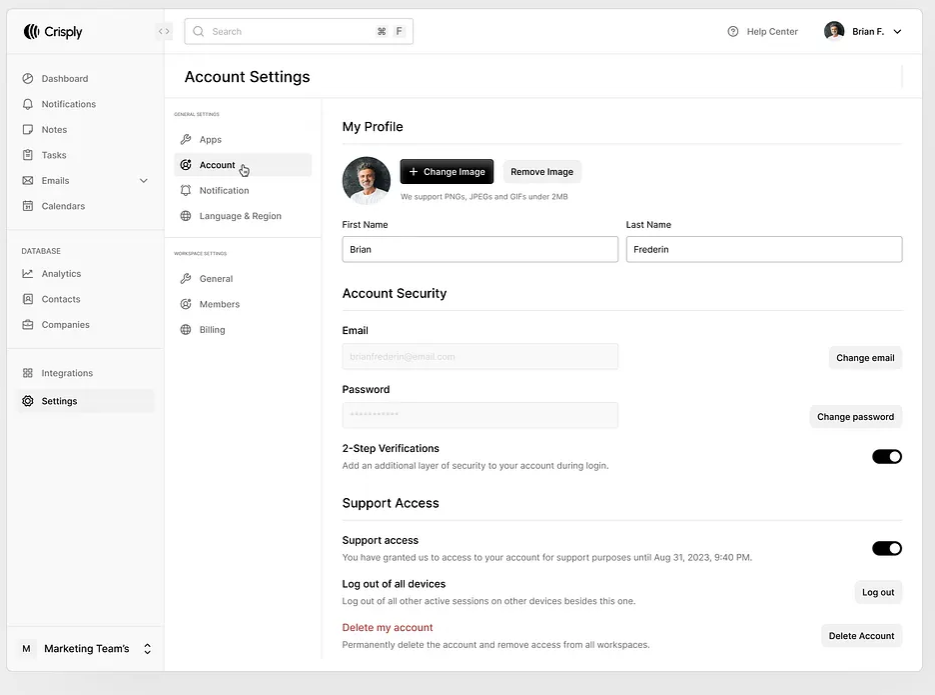 Crisply
Search
⌘ F
Help Center
Brian F.
Dashboard
Notifications
Notes
Tasks
Emails
Calendars
DATABASE
Analytics
Contacts
Companies
Integrations
Settings
M Marketing Team's
Account Settings
GENERAL SETTINGS
Apps
Account
Notification
Language & Region
WORKSPACE SETTINGS
General
Members
Billing
My Profile
+ Change Image
Remove Image
We support PNGs, JPEGs and GIFs under 2MB
First Name
Last Name
Brian
Frederin
Account Security
Email
brianfrederin@email.com
Change email
Password
***********
Change password
2-Step Verifications
Add an additional layer of security to your account during login.
Support Access
Support access
You have granted us to access to your account for support purposes until Aug 31, 2023, 9:40 PM.
Log out of all devices
Log out of all other active sessions on other devices besides this one.
Log out
Delete my account
Permanently delete the account and remove access from all workspaces.
Delete Account